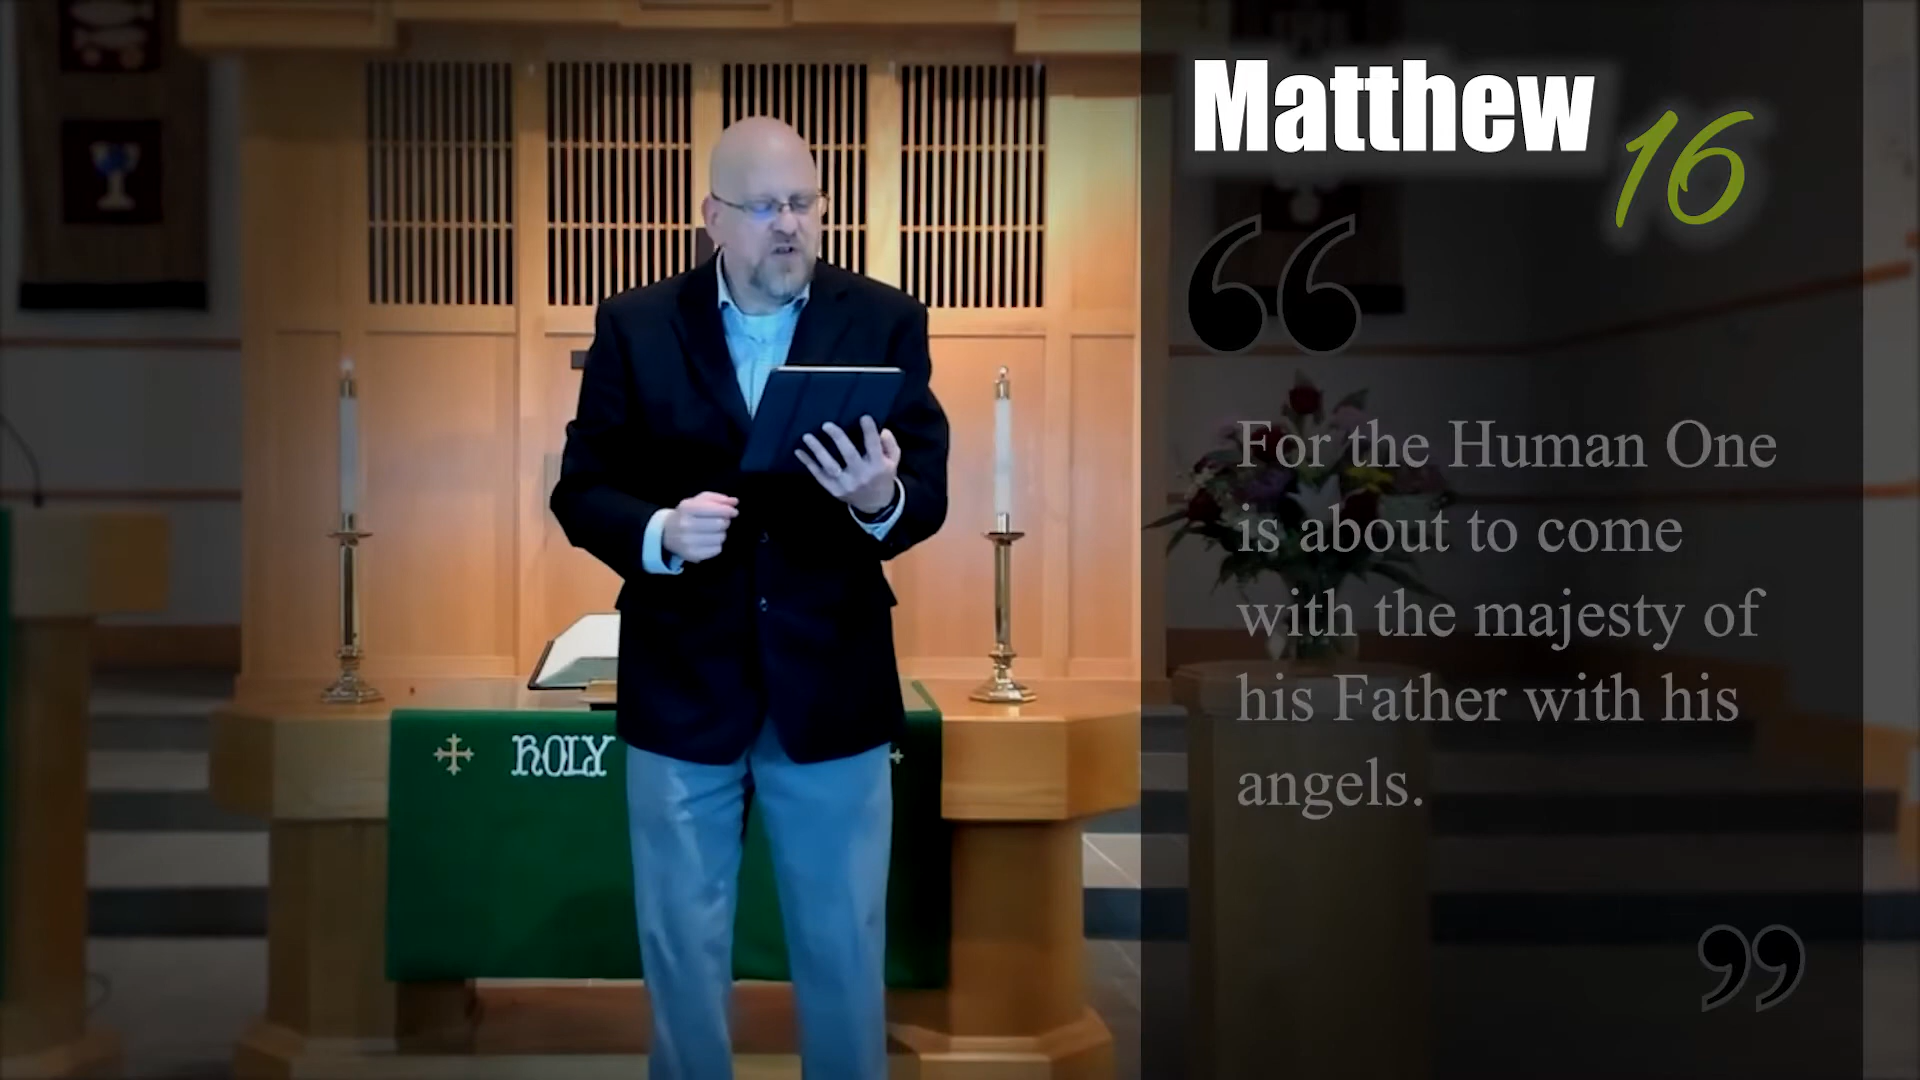 Matthew
16
“
For the Human One
is about to come
with the majesty of
his Father with his
angels.
”
HOLY